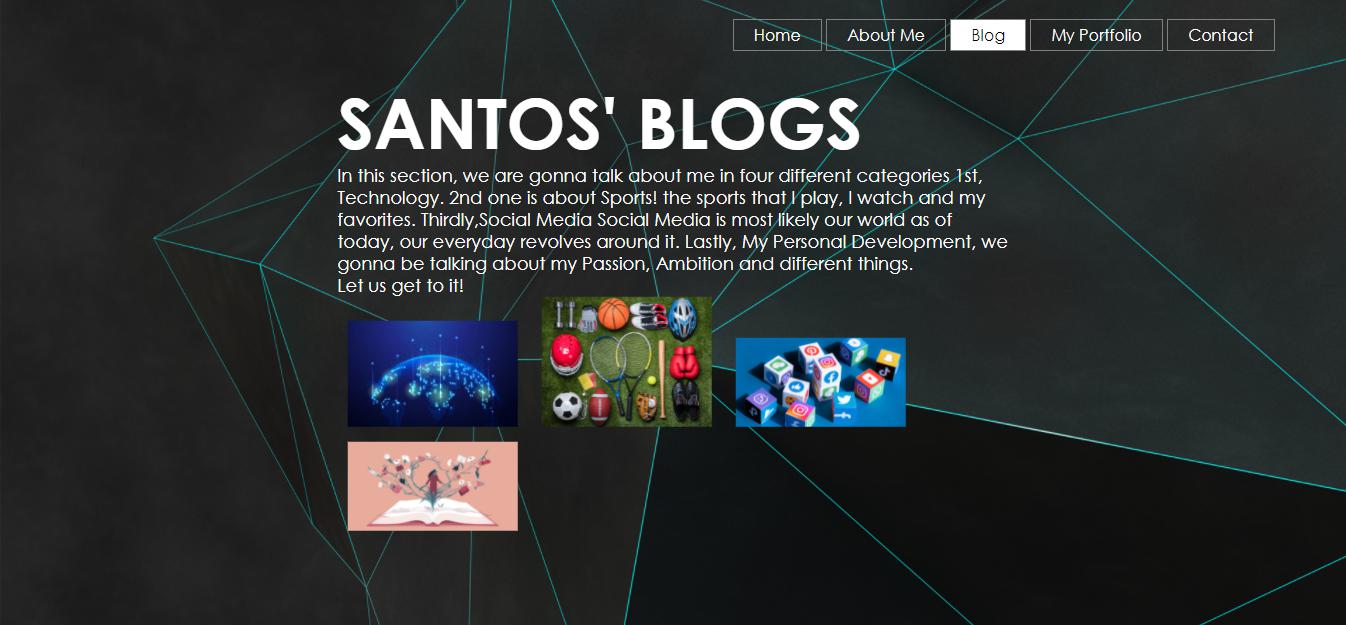 Home
About Me
Blog
My Portfolio
Contact
SANTOS' BLOGS
In this section, we are gonna talk about me in four different categories 1st,
Technology. 2nd one is about Sports! the sports that I play, I watch and my
favorites. Thirdly,Social Media Social Media is most likely our world as of
today, our everyday revolves around it. Lastly, My Personal Development, we
gonna be talking about my Passion, Ambition and different things.
Let us get to it!